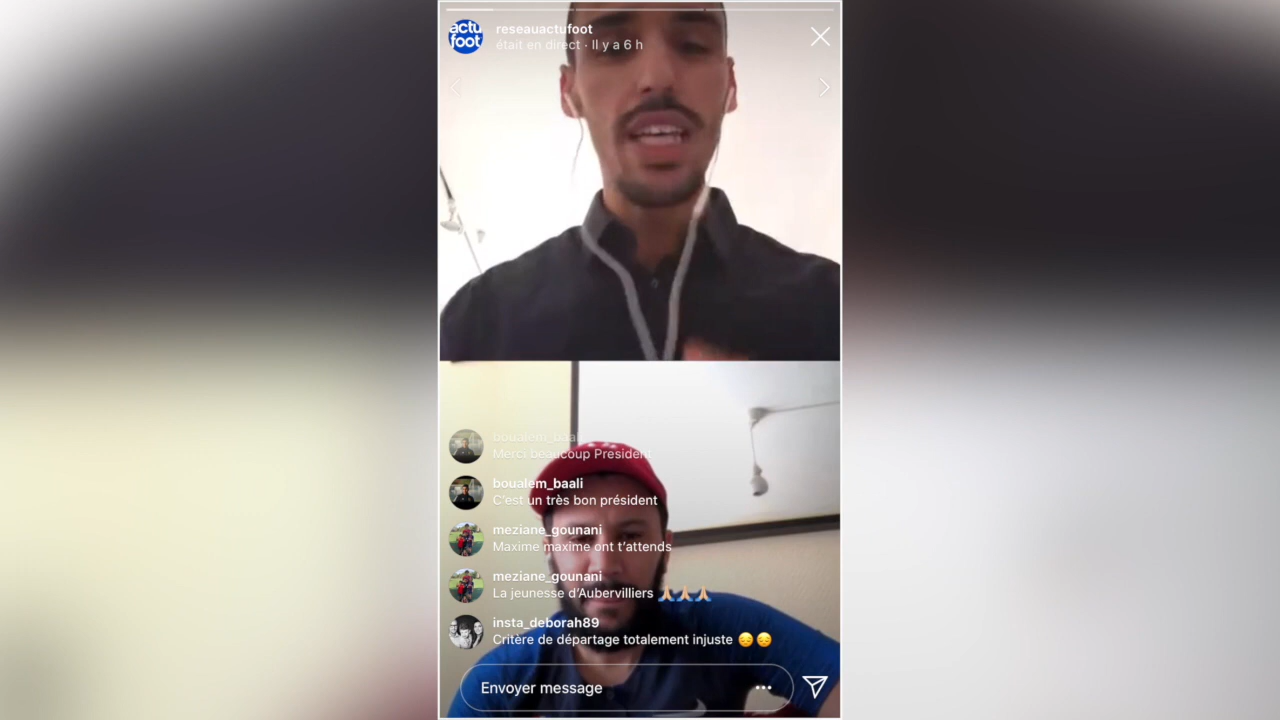 actu
foot
reseauactufoot
était en direct · Il y a 6 h
boualem_baali
Merci beaucoup President
boualem_baali
C'est un très bon président
meziane_gounani
Maxime maxime ont t'attends
meziane_gounani
La jeunesse d'Aubervilliers 🙏🏼🙏🏼🙏🏼
insta_deborah89
Critère de départage totalement injuste 😔😔
Envoyer message